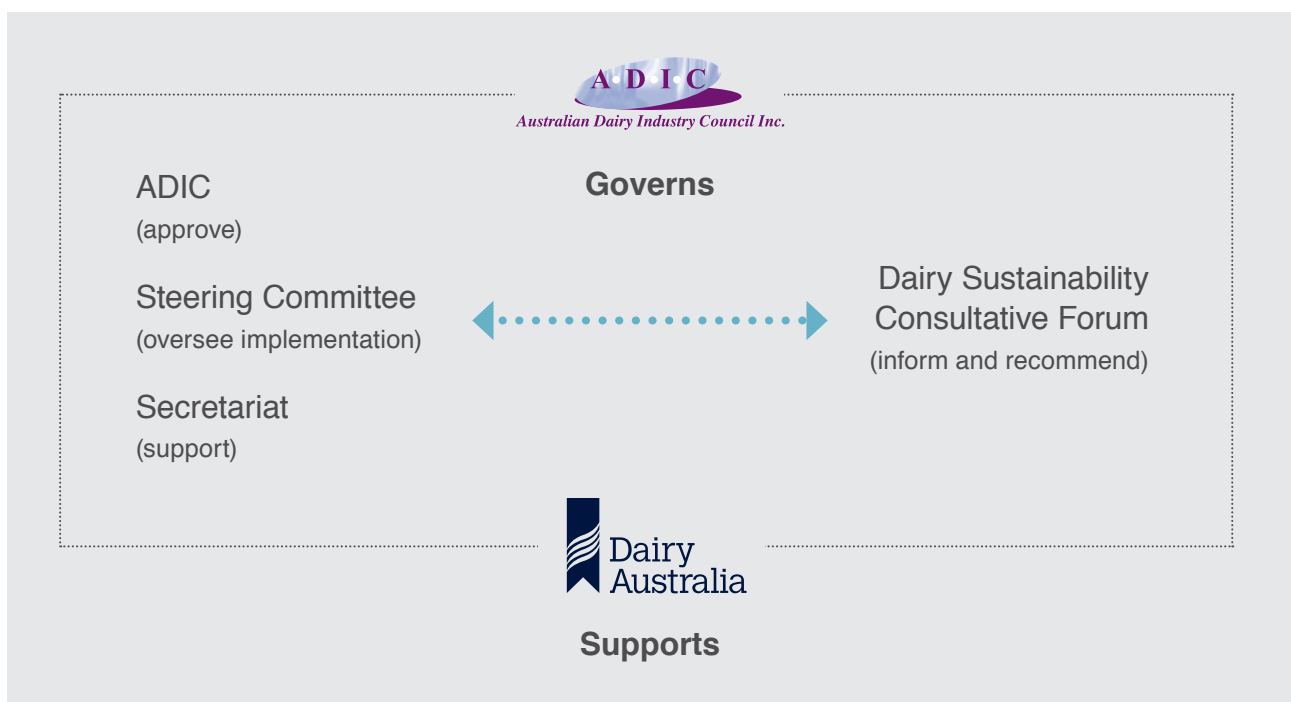 A·D·I·C
Australian Dairy Industry Council Inc.
Governs
ADIC
(approve)
Steering Committee
(oversee implementation)
Secretariat
(support)
Dairy Sustainability
Consultative Forum
(inform and recommend)
Dairy
Australia
Supports